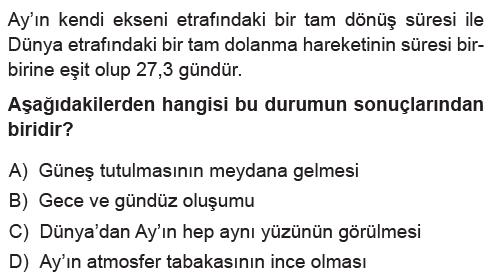 Ay'ın kendi ekseni etrafındaki bir tam dönüş süresi ile
Dünya etrafındaki bir tam dolanma hareketinin süresi bir-
birine eşit olup 27,3 gündür.
Aşağıdakilerden hangisi bu durumun sonuçlarından
biridir?
A) Güneş tutulmasının meydana gelmesi
B) Gece ve gündüz oluşumu
C) Dünya'dan Ay'ın hep aynı yüzünün görülmesi
D) Ay'ın atmosfer tabakasının ince olması